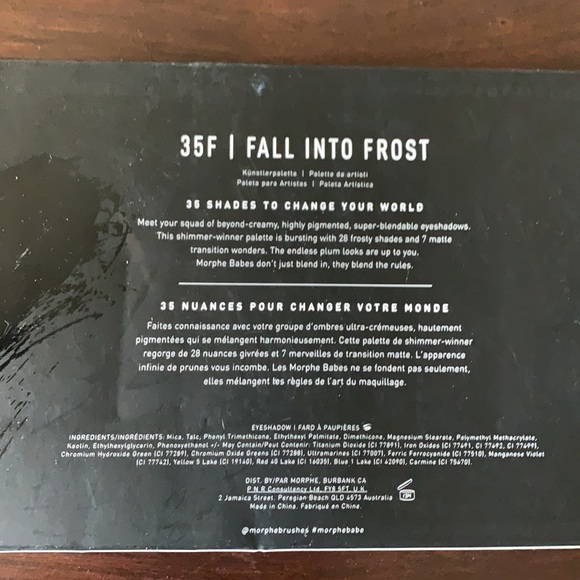 35F | FALL INTO FROST
Künstlerpalette | Palette da artisti
Paleta para Artistas | Paleta Artística
35 SHADES TO CHANGE YOUR WORLD
Meet your squad of beyond-creamy, highly pigmented, super-blendable eyeshadows.
This shimmer-winner palette is bursting with 28 frosty shades and 7 matte
transition wonders. The endless plum looks are up to you.
Morphe Babes don't just blend in, they blend the rules.
35 NUANCES POUR CHANGER VOTRE MONDE
Faites connaissance avec votre groupe d'ombres ultra-crémeuses, hautement
pigmentées qui se mélangent harmonieusement. Cette palette de shimmer-winner
regorge de 28 nuances givrées et 7 merveilles de transition matte. L'apparence
infinie de prunes vous incombe. Les Morphe Babes ne se fondent pas seulement,
elles mélangent les règles de l'art du maquillage.
EYESHADOW | FARD À PAUPIÈRES
INGREDIENTS/INGRÉDIENTS: Mica, Talc, Phenyl Trimethicone, Ethylhexyl Palmitate, Dimethicone, Magnesium Stearate, Polymethyl Methacrylate,
Kaolin, Ethylhexylglycerin, Phenoxyethanol +/- May Contain/Peut Contenir: Titanium Dioxide (CI 77891), Iron Oxides (CI 77491, CI 77492, CI 77499),
Chromium Hydroxide Green (CI 77289), Chromium Oxide Greens (CI 77288), Ultramarines (CI 77007), Ferric Ferrocyanide (CI 77510), Manganese Violet
(CI 77742), Yellow 5 Lake (CI 19140), Red 40 Lake (CI 16035), Blue 1 Lake (CI 42090), Carmine (CI 75470).
DIST. BY/PAR MORPHE, BURBANK CA
P N R Consultancy Ltd, FY8 5FT, U.K.
2 Jamaica Street, Peregian Beach QLD 4573 Australia
Made in China. Fabriqué en Chine.
@morphebrushes #morphebabe